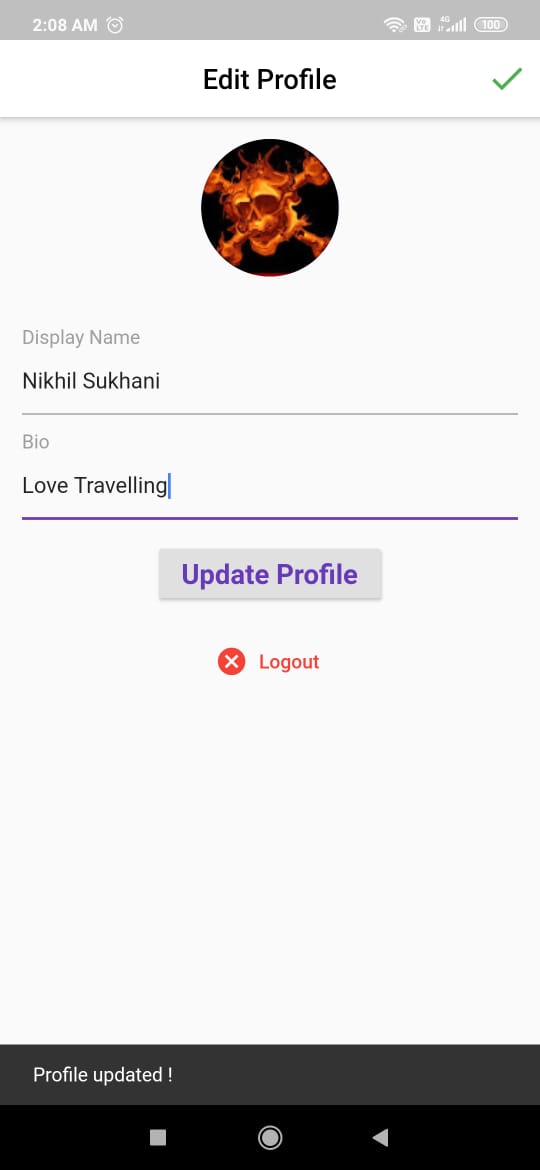 2:08 AM
Vo
LTE
4G
100
Edit Profile
Display Name
Nikhil Sukhani
Bio
Love Travelling
Update Profile
Logout
Profile updated !